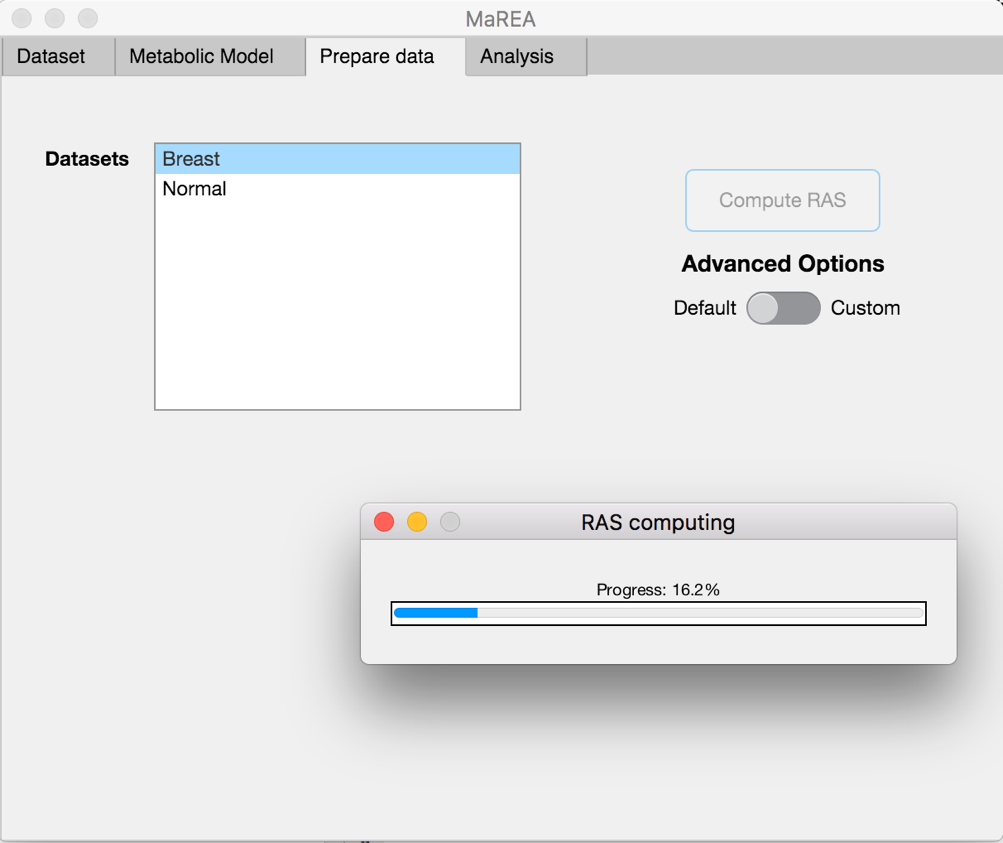 MaREA
Dataset Metabolic Model Prepare data Analysis
Datasets
Breast
Normal
Compute RAS
Advanced Options
Default Custom
RAS computing
Progress: 16.2%